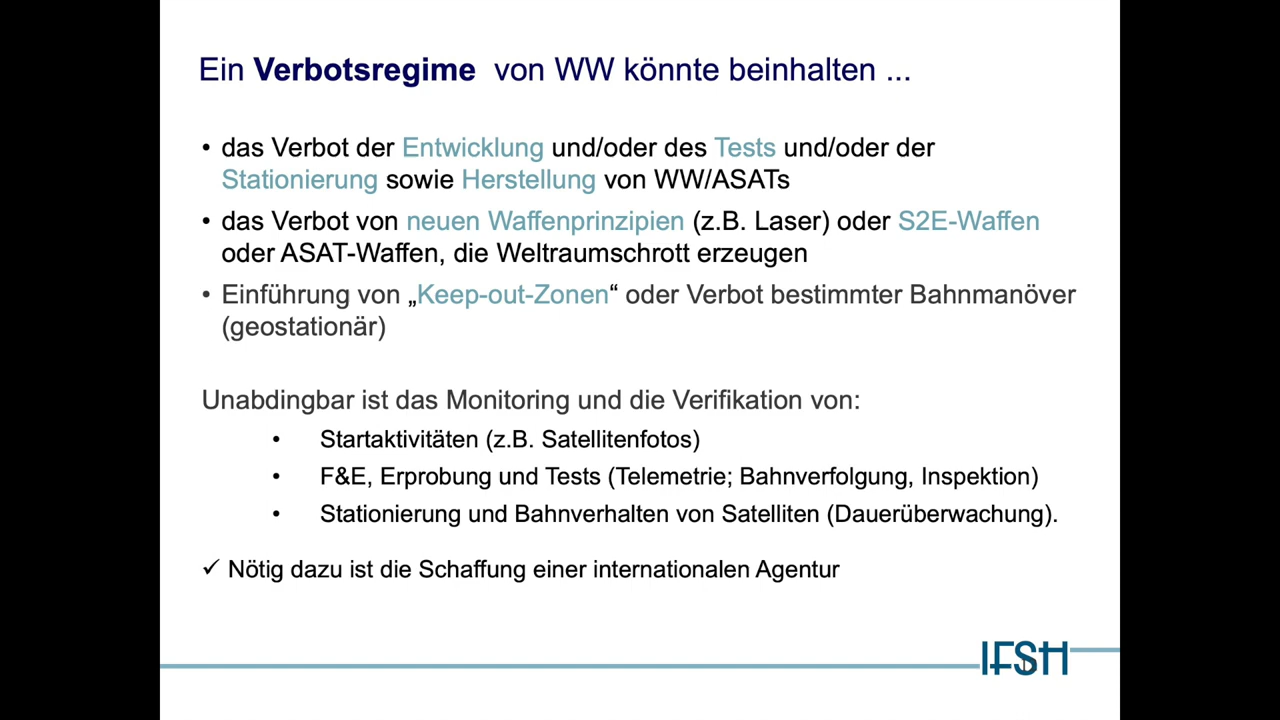 Ein Verbotsregime von WW könnte beinhalten ...
• das Verbot der Entwicklung und/oder des Tests und/oder der
Stationierung sowie Herstellung von WW/ASATs
• das Verbot von neuen Waffenprinzipien (z.B. Laser) oder S2E-Waffen
oder ASAT-Waffen, die Weltraumschrott erzeugen
• Einführung von „Keep-out-Zonen“ oder Verbot bestimmter Bahnmanöver
(geostationär)
Unabdingbar ist das Monitoring und die Verifikation von:
• Startaktivitäten (z.B. Satellitenfotos)
• F&E, Erprobung und Tests (Telemetrie; Bahnverfolgung, Inspektion)
• Stationierung und Bahnverhalten von Satelliten (Dauerüberwachung).
✓ Nötig dazu ist die Schaffung einer internationalen Agentur
IFSH